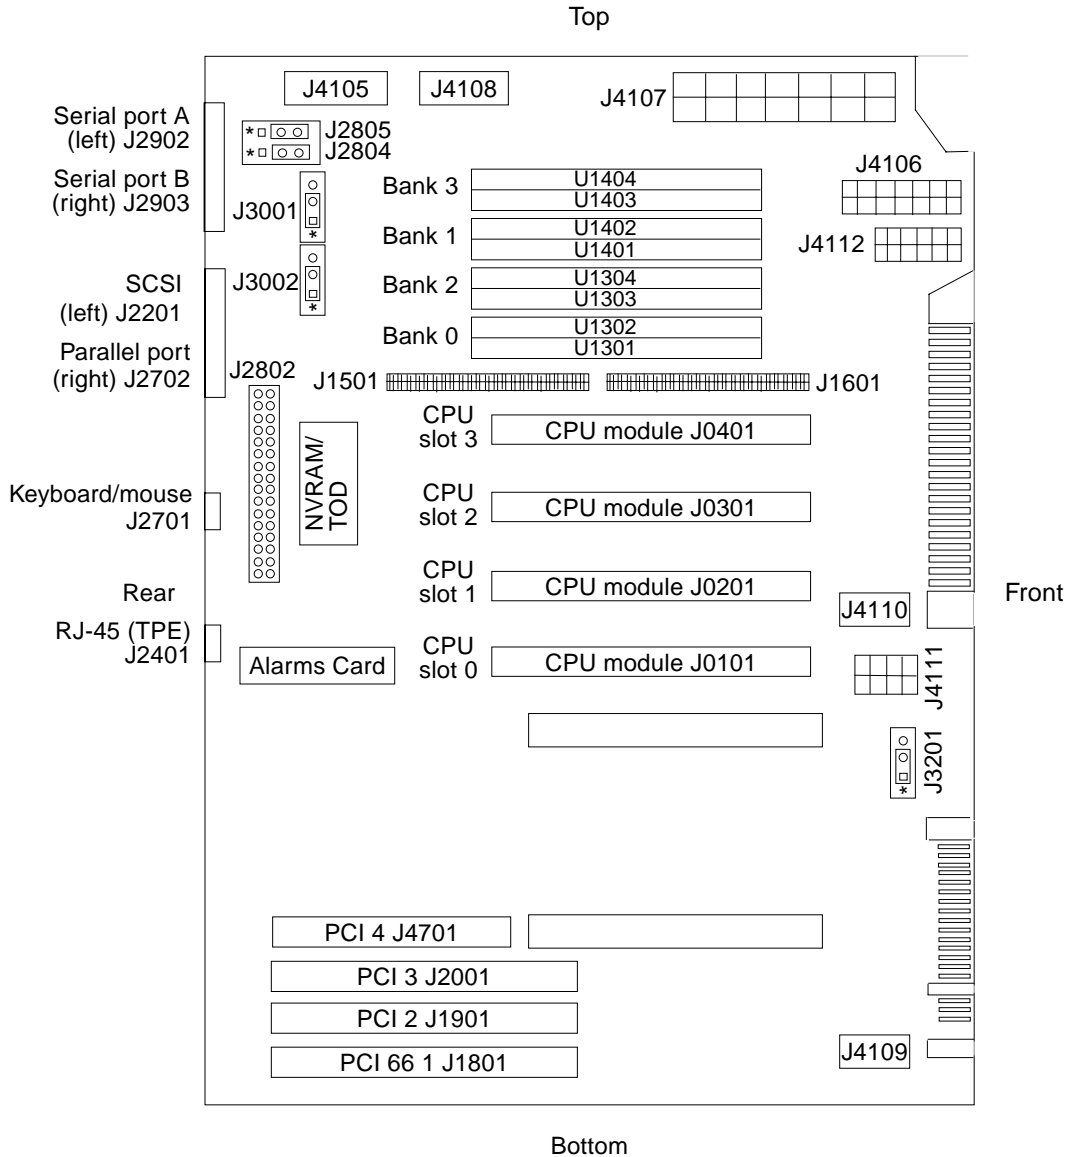 Top
J4105
J4108
J4107
Serial port A
(left) J2902
* J2805
* J2804
Serial port B
(right) J2903
J3001
*
Bank 3
U1404
U1403
J4106
Bank 1
U1402
U1401
J4112
SCSI
(left) J2201
J3002
*
Bank 2
U1304
U1303
Bank 0
U1302
U1301
Parallel port
(right) J2702
J2802
J1501
J1601
CPU
slot 3
CPU module J0401
NVRAM/
TOD
Keyboard/mouse
J2701
CPU
slot 2
CPU module J0301
CPU
slot 1
CPU module J0201
Rear
Front
J4110
RJ-45 (TPE)
J2401
Alarms Card
CPU
slot 0
CPU module J0101
J4111
J3201
*
PCI 4 J4701
PCI 3 J2001
PCI 2 J1901
PCI 66 1 J1801
J4109
Bottom